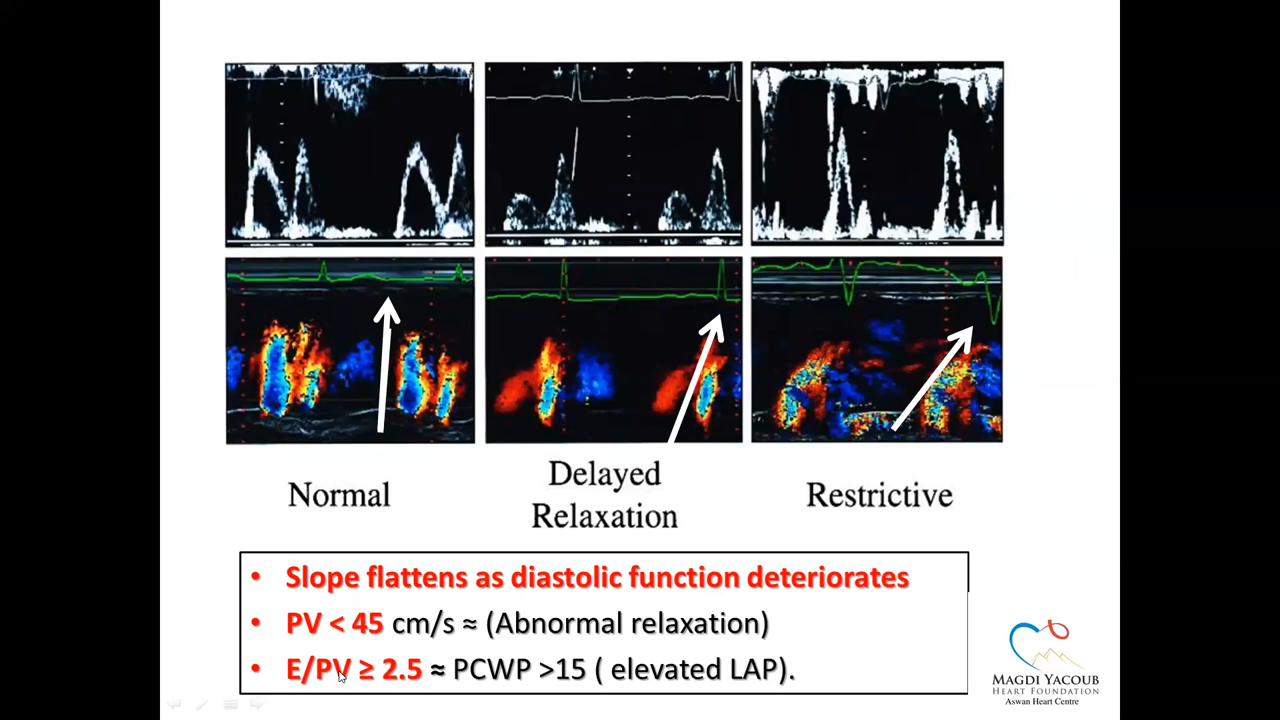 Normal
Delayed
Relaxation
Restrictive
• Slope flattens as diastolic function deteriorates
• PV < 45 cm/s ≈ (Abnormal relaxation)
• E/PV ≥ 2.5 ≈ PCWP >15 ( elevated LAP).
MAGDI YACOUB
HEART FOUNDATION
Aswan Heart Centre